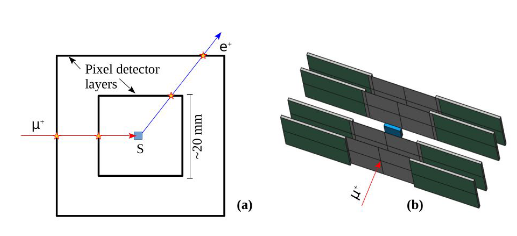 e⁺
Pixel detector
layers
μ⁺
S
~20 mm
(a)
μ⁺
(b)